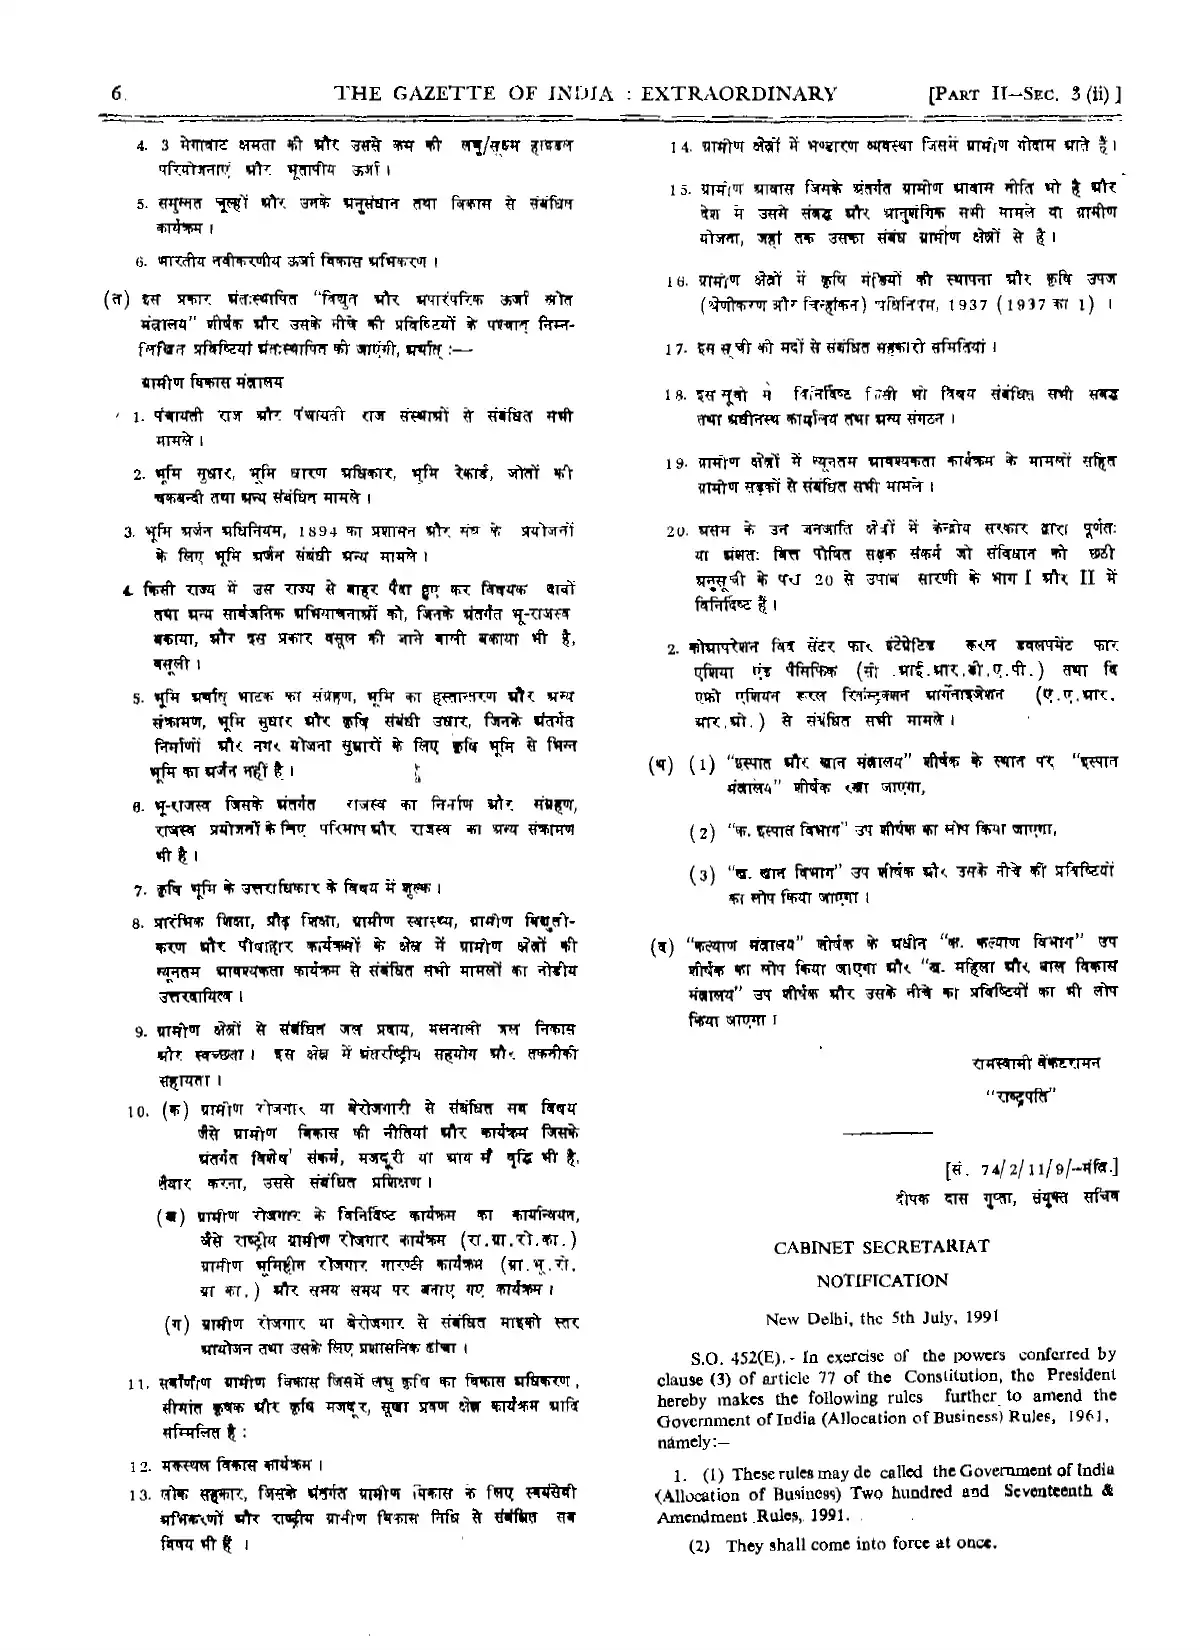 6
THE GAZETTE OF INDIA : EXTRAORDINARY
[PART II—SEC. 3 (ii) ]
4. 3 मेगावाट क्षमता की और उससे कम की लघु/सूक्ष्म हाइडल
परियोजनाएं और भूतापीय ऊर्जा ।
5. समुन्नत चूल्हों और उनके अनुसंधान तथा विकास से संबंधित
कार्यक्रम ।
6. भारतीय नवीकरणीय ऊर्जा विकास अभिकरण ।
(त) इस प्रकार अंतःस्थापित "विद्युत और अपारंपरिक ऊर्जा स्रोत
मंत्रालय" शीर्षक और उसके नीचे की प्रविष्टियों के पश्चात् निम्न-
लिखित प्रविष्टियां अंतःस्थापित की जाएंगी, अर्थात् :—
ग्रामीण विकास मंत्रालय
1. पंचायती राज और पंचायती राज संस्थाओं से संबंधित सभी
मामले ।
2. भूमि सुधार, भूमि धारण अधिकार, भूमि रेकार्ड, जोतों की
चकबन्दी तथा अन्य संबंधित मामले ।
3. भूमि अर्जन अधिनियम, 1894 का प्रशासन और संघ के प्रयोजनों
के लिए भूमि अर्जन संबंधी अन्य मामले ।
4. किसी राज्य में उस राज्य से बाहर पैदा हुए कर विषयक दावों
तथा अन्य सार्वजनिक अभियाचनाओं को, जिनके अंतर्गत भू-राजस्व
बकाया, और इस प्रकार वसूल की जाने वाली बकाया भी है,
वसूली ।
5. भूमि अर्थात् भाटक का संग्रहण, भूमि का हस्तान्तरण और अन्य
संक्रामण, भूमि सुधार और कृषि संबंधी उधार, जिनके अंतर्गत
निर्माणों और नगर योजना सुधारों के लिए कृषि भूमि से भिन्न
भूमि का अर्जन नहीं है ।
6. भू-राजस्व जिसके अंतर्गत राजस्व का निर्धारण और संग्रहण,
राजस्व प्रयोजनों के लिए परिमाप और राजस्व का अन्य संक्रामण
भी है ।
7. कृषि भूमि के उत्तराधिकार के विषय में शुल्क ।
8. प्रारंभिक शिक्षा, प्रौढ़ शिक्षा, ग्रामीण स्वास्थ्य, ग्रामीण विद्युती-
करण और पोषाहार कार्यक्रमों के क्षेत्र में ग्रामीण क्षेत्रों की
न्यूनतम आवश्यकता कार्यक्रम से संबंधित सभी मामलों का नोडीय
उत्तरदायित्व ।
9. ग्रामीण क्षेत्रों से संबंधित जल प्रदाय, मलनाली जल निकास
और स्वच्छता । इस क्षेत्र में अंतर्राष्ट्रीय सहयोग और तकनीकी
सहायता ।
10. (क) ग्रामीण रोजगार या बेरोजगारी से संबंधित सब विषय
जैसे ग्रामीण विकास की नीतियां और कार्यक्रम जिसके
अंतर्गत विशेष संकर्म, मजदूरी या आय में वृद्धि भी है,
तैयार करना, उससे संबंधित प्रशिक्षण ।
(ख) ग्रामीण रोजगार के विनिर्दिष्ट कार्यक्रम का कार्यान्वयन,
जैसे राष्ट्रीय ग्रामीण रोजगार कार्यक्रम (रा.ग्रा.रो.का.)
ग्रामीण भूमिहीन रोजगार गारण्टी कार्यक्रम (ग्रा.भू.रो.
गा का.) और समय समय पर बनाए गए कार्यक्रम ।
(ग) ग्रामीण रोजगार या बेरोजगार से संबंधित माइक्रो स्तर
आयोजन तथा उसके लिए प्रशासनिक ढांचा ।
11. सर्वांगीण ग्रामीण विकास जिसमें लघु कृषि का विकास अधिकरण,
सीमांत कृषक और कृषि मजदूर, सूखा प्रवण क्षेत्र कार्यक्रम आदि
सम्मिलित है :
12. मरुस्थल विकास कार्यक्रम ।
13. लोक सहकार, जिसके अंतर्गत ग्रामीण विकास के लिए स्वयंसेवी
अभिकरणों और राष्ट्रीय ग्रामीण विकास निधि से संबंधित सब
विषय भी हैं ।
14. ग्रामीण क्षेत्रों में भण्डारण व्यवस्था जिसमें ग्रामीण गोदाम आते हैं ।
15. ग्रामीण आवास जिसके अंतर्गत ग्रामीण आवास नीति भी है और
देश में उससे संबद्ध और आनुषंगिक सभी मामले या ग्रामीण
योजना, जहां तक उसका संबंध ग्रामीण क्षेत्रों से है ।
16. ग्रामीण क्षेत्रों में कृषि मंडियों की स्थापना और कृषि उपज
(श्रेणीकरण और चिन्हांकन) अधिनियम, 1937 (1937 का 1) ।
17. इस सूची की मदों से संबंधित सहकारी समितियां ।
18. इस सूची में विनिर्दिष्ट किसी भी विषय संबंधित सभी संबद्ध
तथा अधीनस्थ कार्यालय तथा अन्य संगठन ।
19. ग्रामीण क्षेत्रों में न्यूनतम आवश्यकता कार्यक्रम के मामलों सहित
ग्रामीण सड़कों से संबंधित सभी मामले ।
20. असम के उन जनजाति क्षेत्रों में केन्द्रीय सरकार द्वारा पूर्णतः
या अंशतः वित्त पोषित सड़क संकर्म जो संविधान की छठी
अनुसूची के पैरा 20 से उपाबद्ध सारणी के भाग I और II में
विनिर्दिष्ट हैं ।
2. कोआपरेशन विद सेंटर फार इंटेग्रेटिड रूरल डवलपमेंट फार
एशिया एंड पैसिफिक (सी .आई.आर.डी.ए.पी.) तथा दि
एफ्रो एशियन रूरल रिकंस्ट्रक्शन आर्गेनाइजेशन (ए.ए.आर.
आर.ओ.) से संबंधित सभी मामले ।
(थ) (1) "इस्पात और खान मंत्रालय" शीर्षक के स्थान पर "इस्पात
मंत्रालय" शीर्षक रखा जाएगा,
(2) "क. इस्पात विभाग" उप शीर्षक का लोप किया जाएगा,
(3) "ख. खान विभाग" उप शीर्षक और उसके नीचे की प्रविष्टियों
का लोप किया जाएगा ।
(द) "कल्याण मंत्रालय" शीर्षक के अधीन "क. कल्याण विभाग" उप
शीर्षक का लोप किया जाएगा और "ख. महिला और बाल विकास
मंत्रालय" उप शीर्षक और उसके नीचे की प्रविष्टियों का भी लोप
किया जाएगा ।
रामस्वामी वेंकटरामन
"राष्ट्रपति"
[सं. 74/2/11/9/—मंत्रि.]
दीपक दास गुप्ता, संयुक्त सचिव
CABINET SECRETARIAT
NOTIFICATION
New Delhi, the 5th July, 1991
S.O. 452(E).- In exercise of the powers conferred by
clause (3) of article 77 of the Constitution, the President
hereby makes the following rules further to amend the
Government of India (Allocation of Business) Rules, 1961,
namely:—
1. (1) These rules may de called the Government of India
(Allocation of Business) Two hundred and Seventeenth &
Amendment Rules, 1991.
(2) They shall come into force at once.